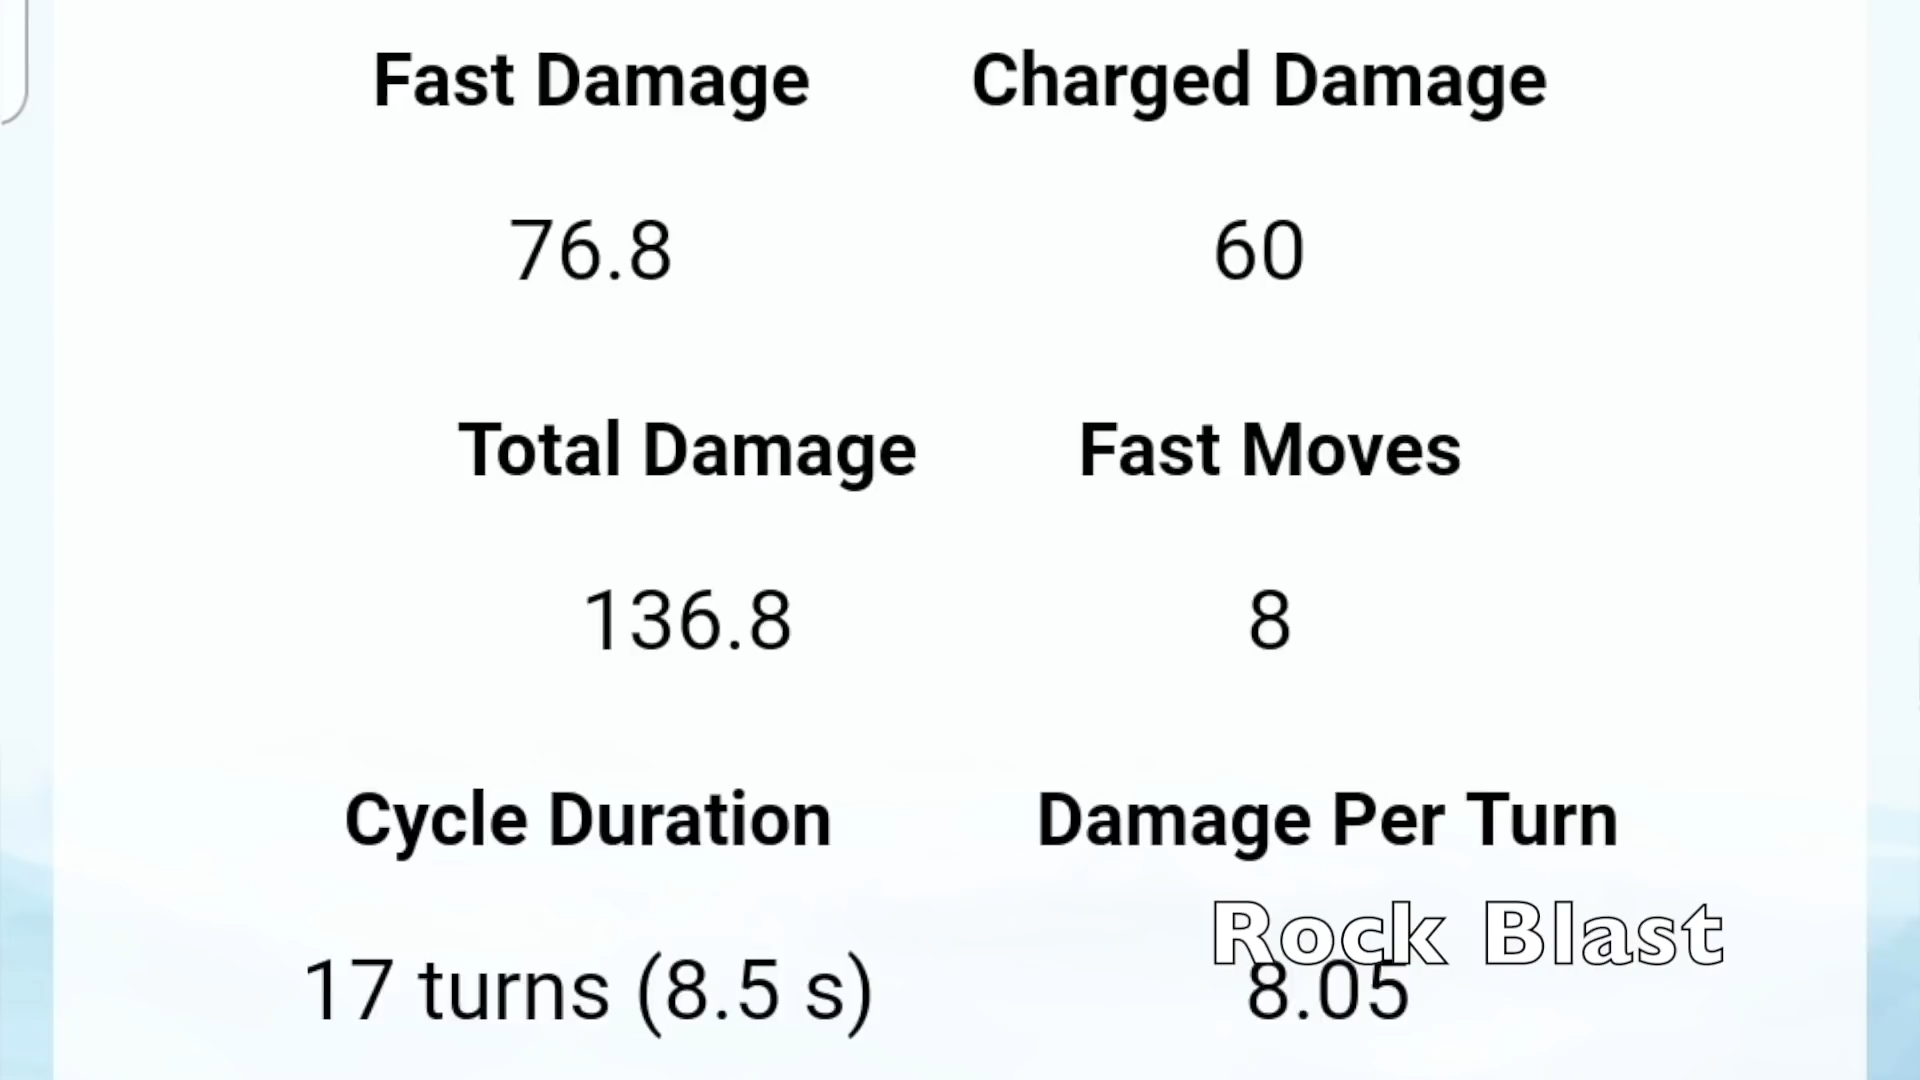 Fast Damage Charged Damage
76.8 60
Total Damage Fast Moves
136.8 8
Cycle Duration Damage Per Turn
Rock Blast
17 turns (8.5 s) 8.05